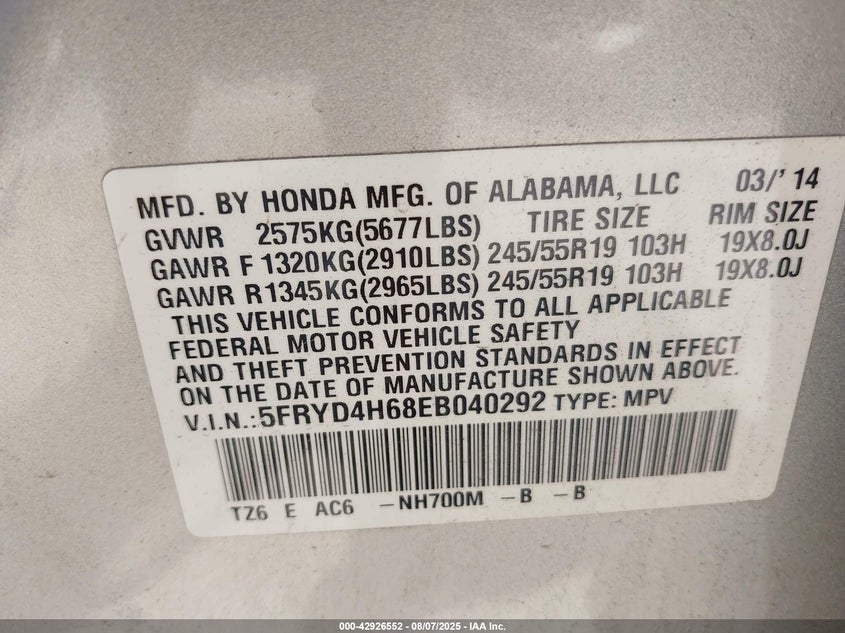 MFD. BY HONDA MFG. OF ALABAMA, LLC 03/'14
GVWR 2575KG(5677LBS) TIRE SIZE RIM SIZE
GAWR F 1320KG(2910LBS) 245/55R19 103H 19X8.0J
GAWR R1345KG(2965LBS) 245/55R19 103H 19X8.0J
THIS VEHICLE CONFORMS TO ALL APPLICABLE
FEDERAL MOTOR VEHICLE SAFETY
AND THEFT PREVENTION STANDARDS IN EFFECT
ON THE DATE OF MANUFACTURE SHOWN ABOVE.
V.I.N.:5FRYD4H68EB040292 TYPE: MPV
TZ6 E AC6 -NH700M -B -B
000-42926552 - 08/07/2025 - IAA Inc.